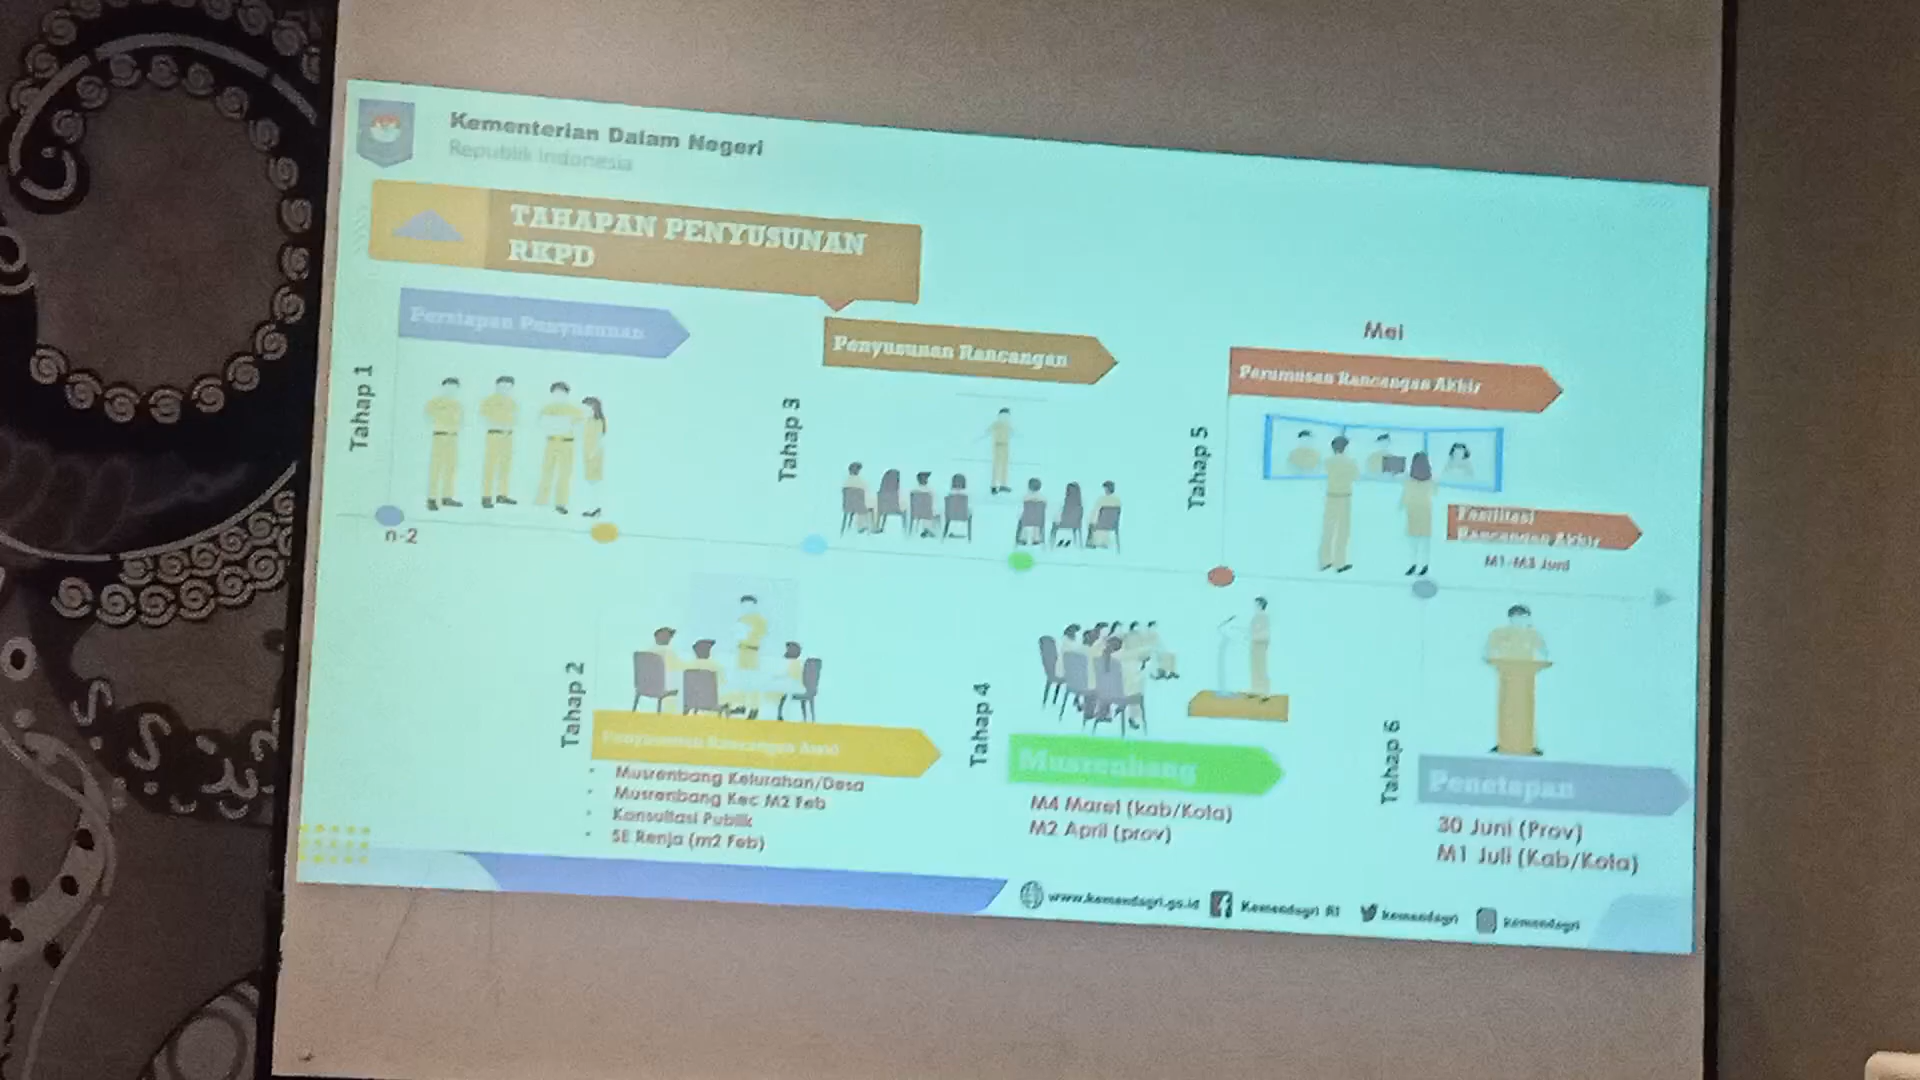 Kementerian Dalam Negeri
Republik Indonesia
TAHAPAN PENYUSUNAN
RKPD
Tahap 1
Persiapan Penyusunan
n-2
Tahap 2
Penyusunan Rancangan Awal
• Musrenbang Kelurahan/Desa
• Musrenbang Kec M2 Feb
• Konsultasi Publik
• SE Renja (m2 Feb)
Tahap 3
Penyusunan Rancangan
Tahap 4
Musrenbang
M4 Maret (kab/Kota)
M2 April (prov)
Mei
Tahap 5
Perumusan Rancangan Akhir
Fasilitasi
Rancangan Akhir
M1-M3 Juni
Tahap 6
Penetapan
30 Juni (Prov)
M1 Juli (Kab/Kota)
www.kemendagri.go.id
Kemendagri RI
kemendagri
kemendagri